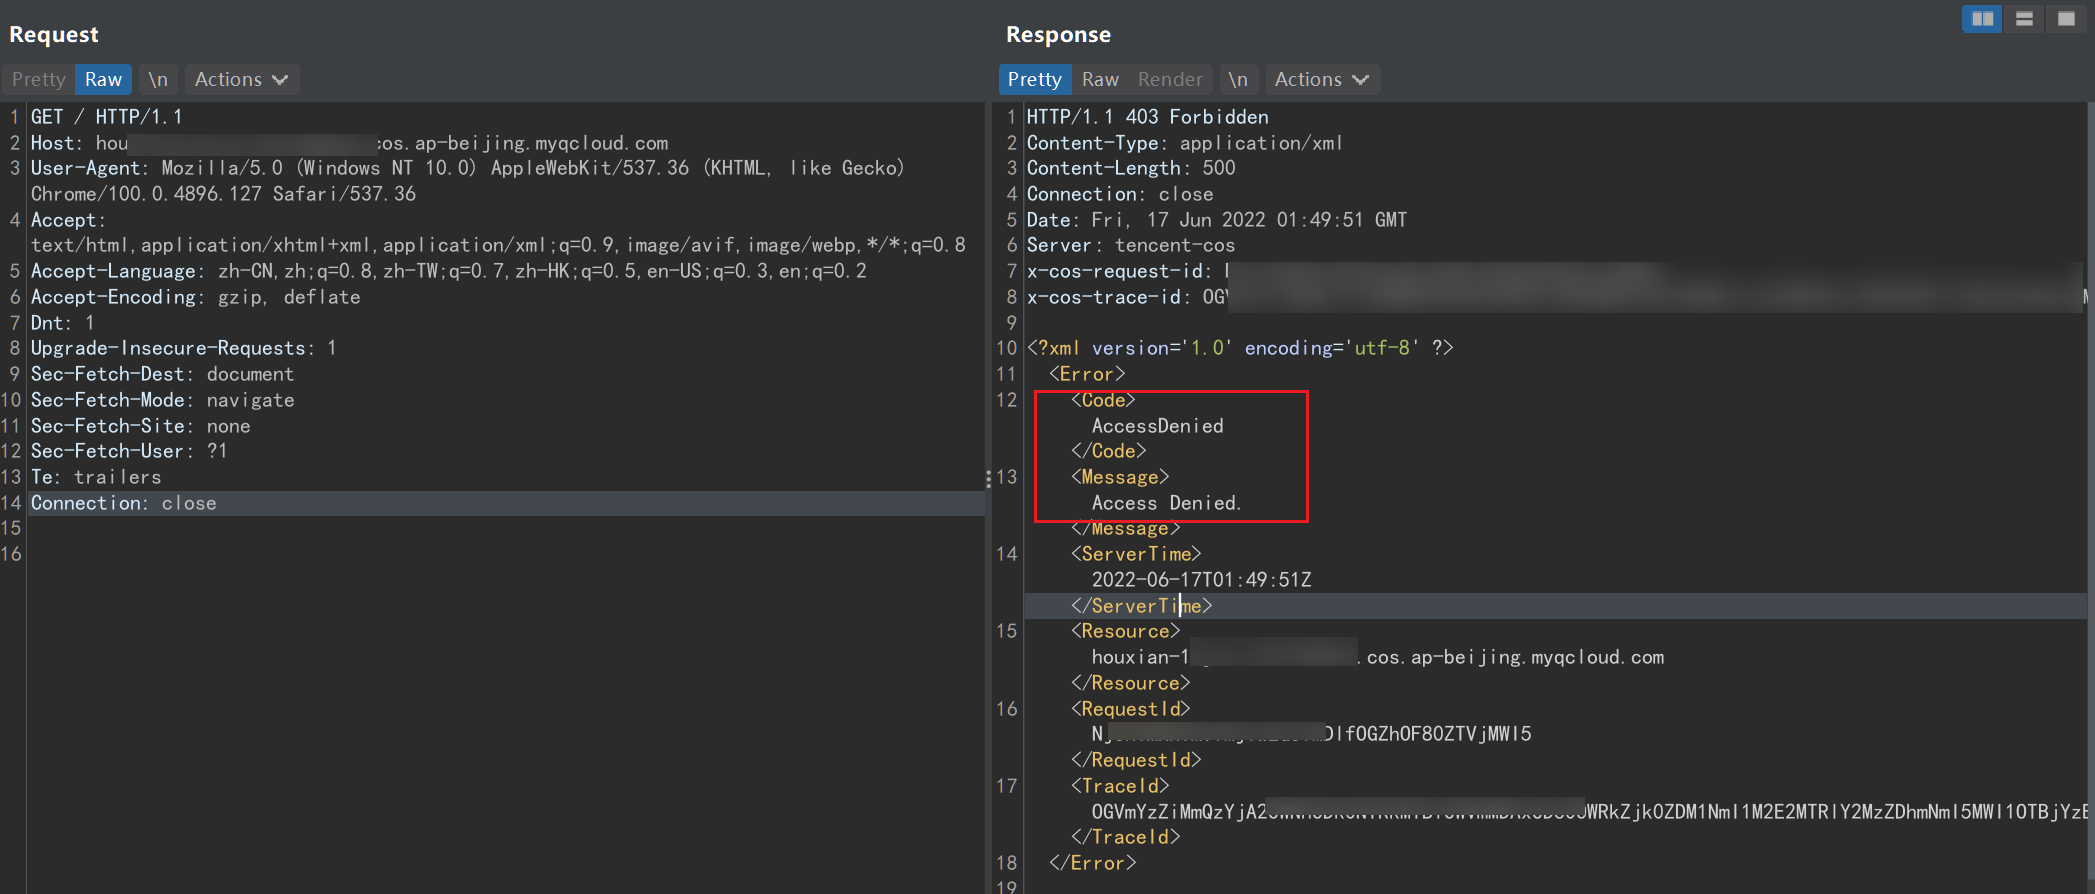 Request
Pretty Raw \n Actions
1 GET / HTTP/1.1
2 Host: hou cos.ap-beijing.myqcloud.com
3 User-Agent: Mozilla/5.0 (Windows NT 10.0) AppleWebKit/537.36 (KHTML, like Gecko)
Chrome/100.0.4896.127 Safari/537.36
4 Accept:
text/html,application/xhtml+xml,application/xml;q=0.9,image/avif,image/webp,*/*;q=0.8
5 Accept-Language: zh-CN,zh;q=0.8,zh-TW;q=0.7,zh-HK;q=0.5,en-US;q=0.3,en;q=0.2
6 Accept-Encoding: gzip, deflate
7 Dnt: 1
8 Upgrade-Insecure-Requests: 1
9 Sec-Fetch-Dest: document
10 Sec-Fetch-Mode: navigate
11 Sec-Fetch-Site: none
12 Sec-Fetch-User: ?1
13 Te: trailers
14 Connection: close
15
16
Response
Pretty Raw Render \n Actions
1 HTTP/1.1 403 Forbidden
2 Content-Type: application/xml
3 Content-Length: 500
4 Connection: close
5 Date: Fri, 17 Jun 2022 01:49:51 GMT
6 Server: tencent-cos
7 x-cos-request-id:
8 x-cos-trace-id: OGV
9
10 <?xml version='1.0' encoding='utf-8' ?>
11 <Error>
12 <Code>
AccessDenied
</Code>
13 <Message>
Access Denied.
</Message>
14 <ServerTime>
2022-06-17T01:49:51Z
</ServerTime>
15 <Resource>
houxian-1 .cos.ap-beijing.myqcloud.com
</Resource>
16 <RequestId>
Nj DlfOGZhOF80ZTVjMWI5
</RequestId>
17 <TraceId>
OGVmYzZiMmQzYjA2 WRkZjk0ZDM1NmI1M2E2MTRlY2MzZDhmNmI5MWI1OTBjYzE
</TraceId>
18 </Error>
19